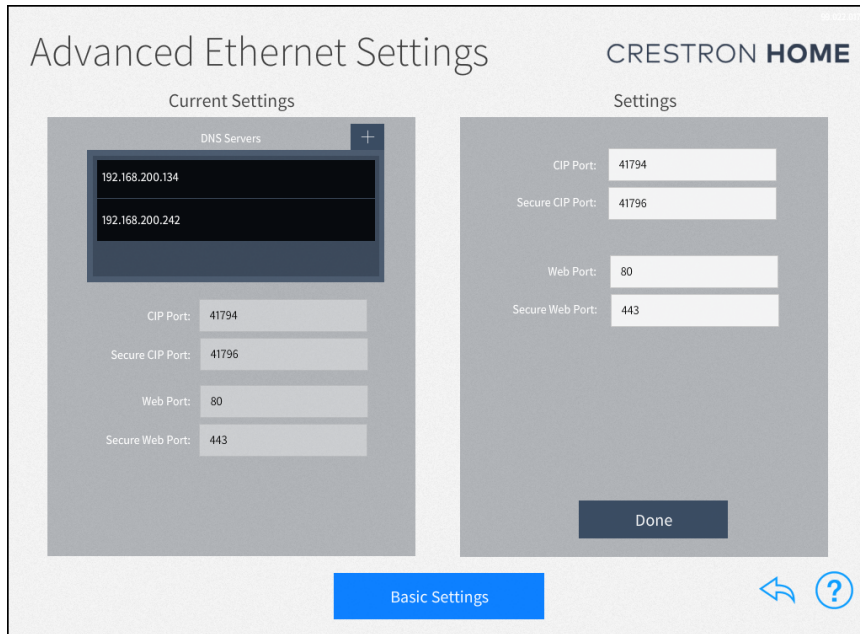 Advanced Ethernet Settings
CRESTRON HOME
Current Settings
DNS Servers
+
192.168.200.134
192.168.200.242
CIP Port: 41794
Secure CIP Port: 41796
Web Port: 80
Secure Web Port: 443
Settings
CIP Port: 41794
Secure CIP Port: 41796
Web Port: 80
Secure Web Port: 443
Done
Basic Settings
?